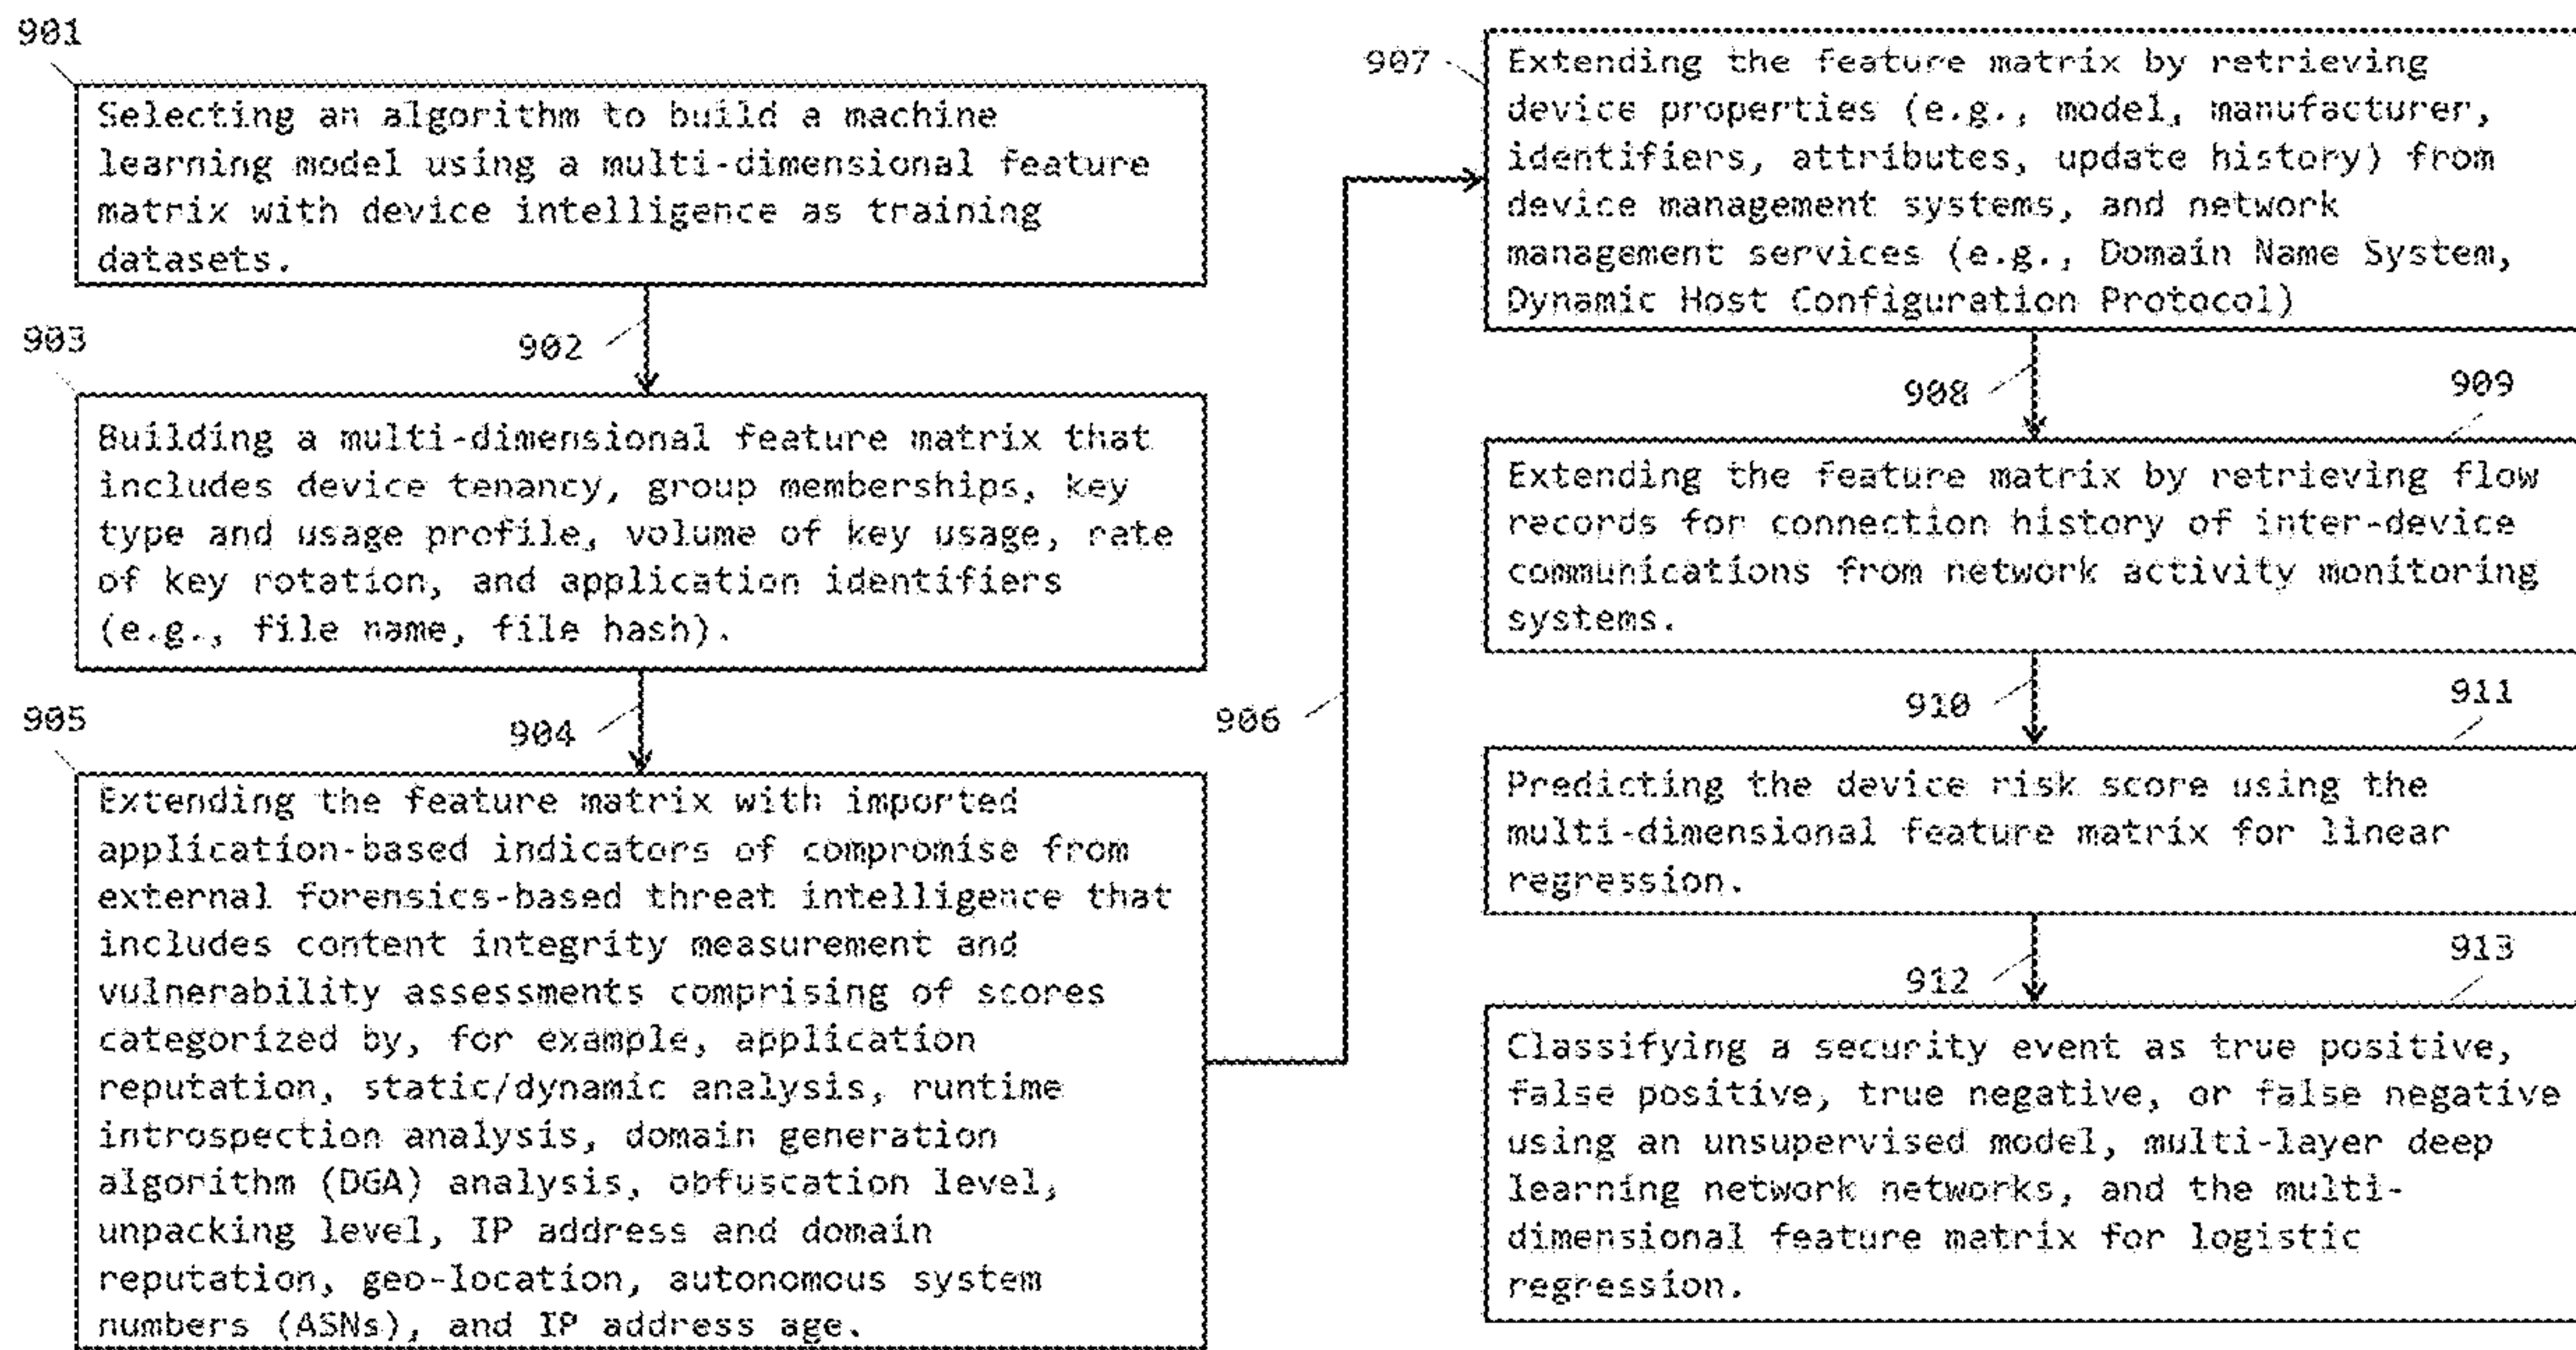 901
Selecting an algorithm to build a machine
learning model using a multi-dimensional feature
matrix with device intelligence as training
datasets.
902
903
Building a multi-dimensional feature matrix that
includes device tenancy, group memberships, key
type and usage profile, volume of key usage, rate
of key rotation, and application identifiers
(e.g., file name, file hash).
904
905
Extending the feature matrix with imported
application-based indicators of compromise from
external forensics-based threat intelligence that
includes content integrity measurement and
vulnerability assessments comprising of scores
categorized by, for example, application
reputation, static/dynamic analysis, runtime
introspection analysis, domain generation
algorithm (DGA) analysis, obfuscation level,
unpacking level, IP address and domain
reputation, geo-location, autonomous system
numbers (ASNs), and IP address age.
906
907
Extending the feature matrix by retrieving
device properties (e.g., model, manufacturer,
identifiers, attributes, update history) from
device management systems, and network
management services (e.g., Domain Name System,
Dynamic Host Configuration Protocol)
908
909
Extending the feature matrix by retrieving flow
records for connection history of inter-device
communications from network activity monitoring
systems.
910
911
Predicting the device risk score using the
multi-dimensional feature matrix for linear
regression.
912
913
Classifying a security event as true positive,
false positive, true negative, or false negative
using an unsupervised model, multi-layer deep
learning network networks, and the multi-
dimensional feature matrix for logistic
regression.